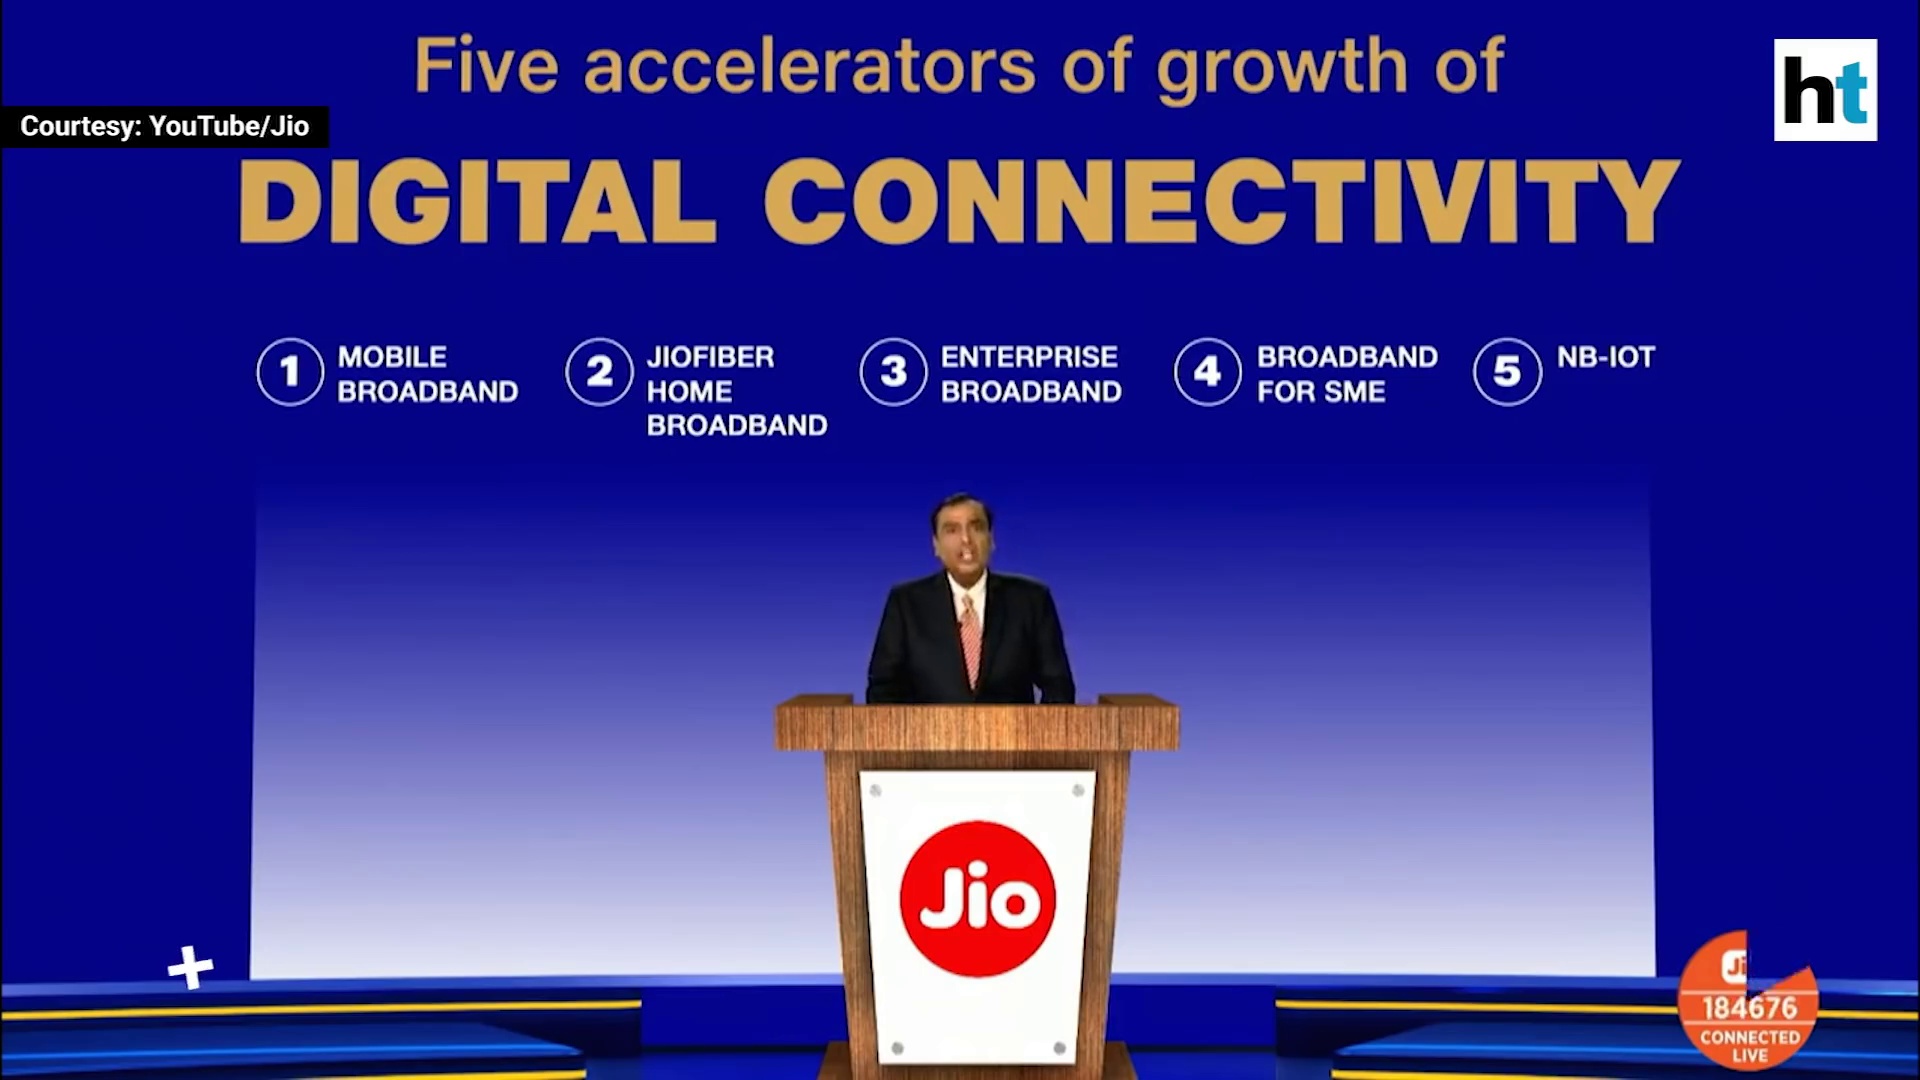 Five accelerators of growth of
ht
Courtesy: YouTube/Jio
DIGITAL CONNECTIVITY
1 MOBILE
BROADBAND
2 JIOFIBER
HOME
BROADBAND
3 ENTERPRISE
BROADBAND
4 BROADBAND
FOR SME
5 NB-IOT
Jio
184676
CONNECTED
LIVE